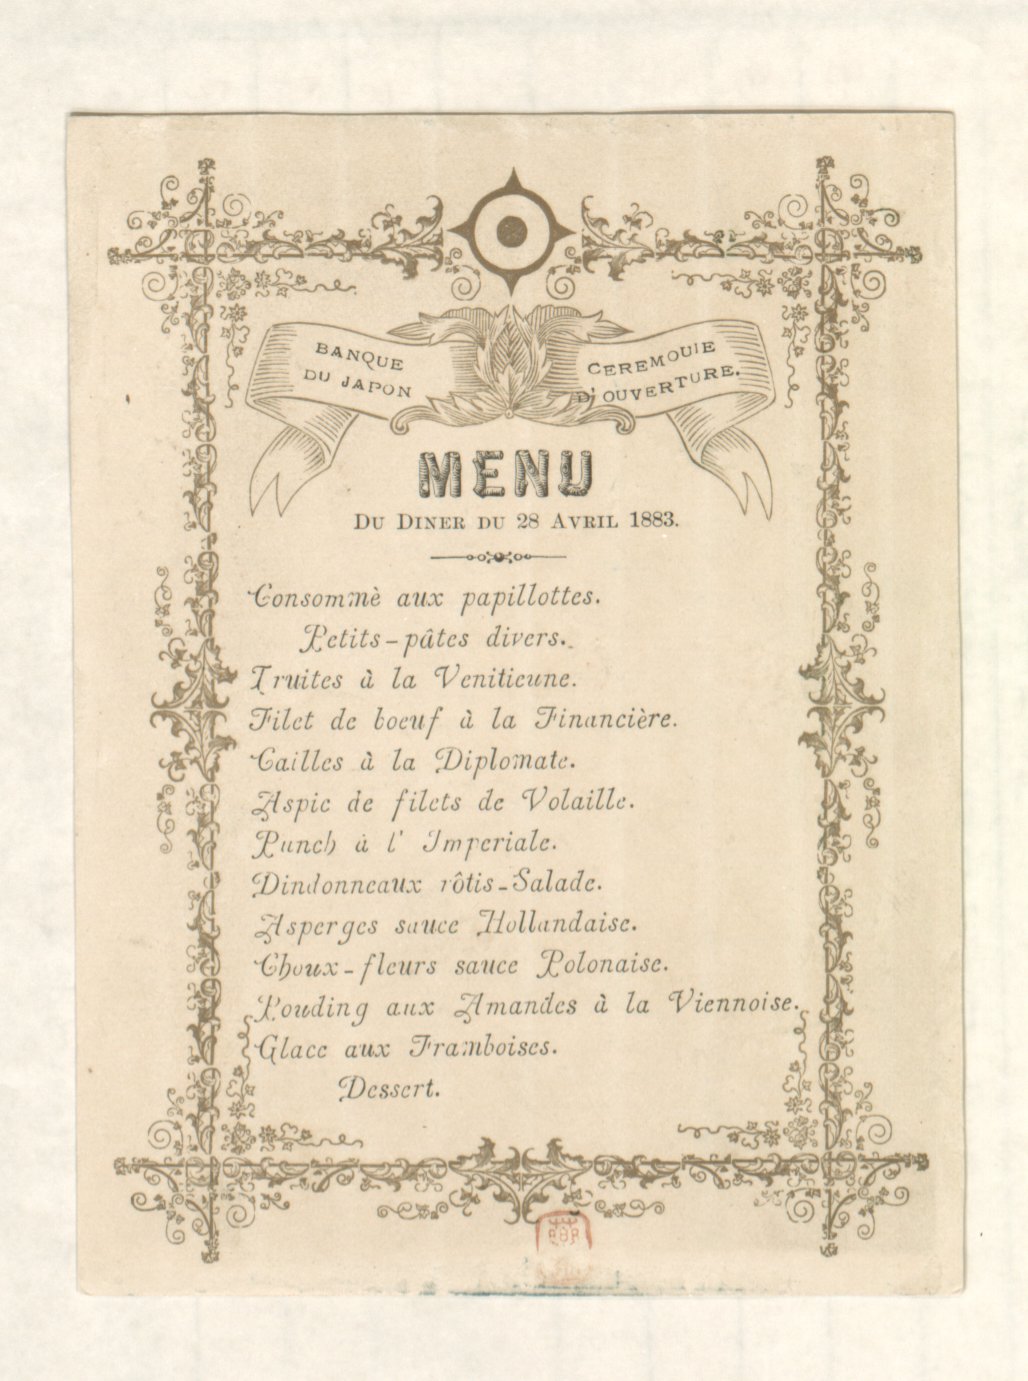 BANQUE
DU JAPON
CEREMOUIE
D'OUVERTURE.
MENU
DU DINER DU 28 AVRIL 1883.
Consommè aux papillottes.
Petits-pâtes divers.
Truites à la Venitieune.
Filet de boeuf à la Financière.
Cailles à la Diplomate.
Aspic de filets de Volaille.
Punch à l' Imperiale.
Dindonneaux rôtis-Salade.
Asperges sauce Hollandaise.
Choux-fleurs sauce Polonaise.
Pouding aux Amandes à la Viennoise.
Glace aux Framboises.
Dessert.